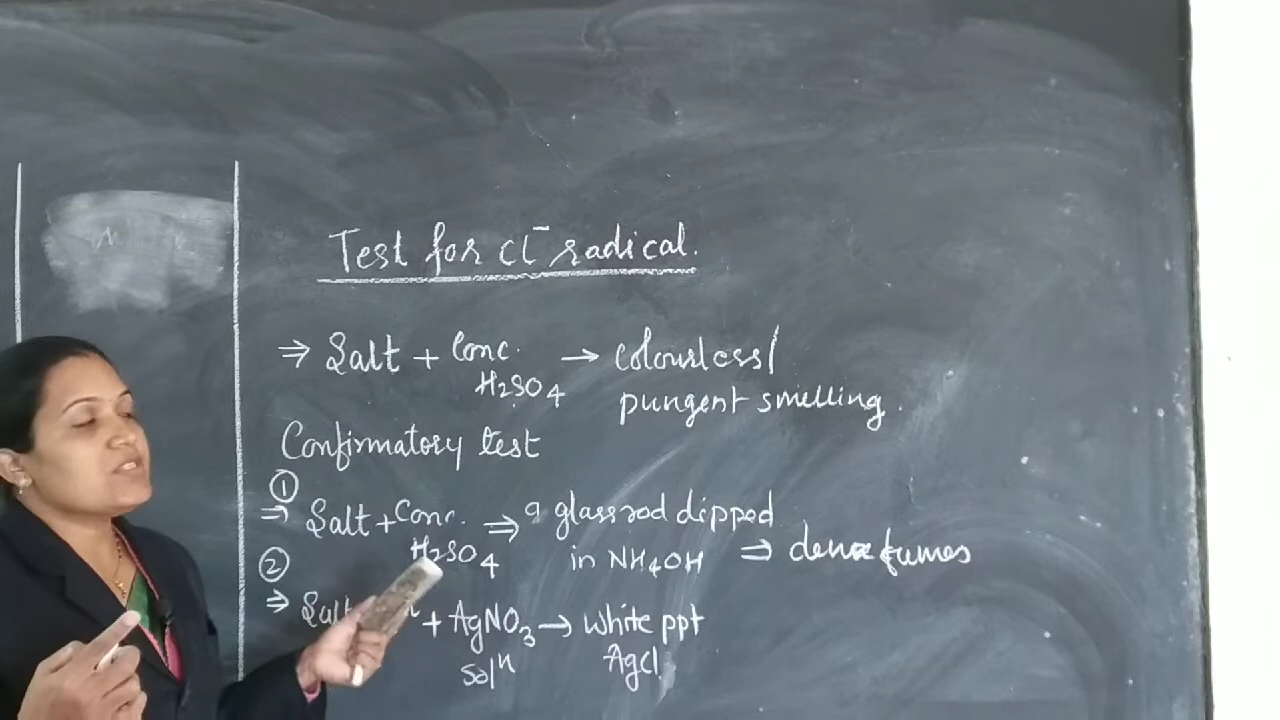 Test for Cl⁻ radical.
⇒ Salt + Conc. H₂SO₄ → colourless/
pungent smelling.
Confirmatory test
①
⇒ Salt + Conc. H₂SO₄ ⇒ a glass rod dipped
in NH₄OH ⇒ dense fumes
②
⇒ Salt + AgNO₃ → white ppt
Solⁿ AgCl